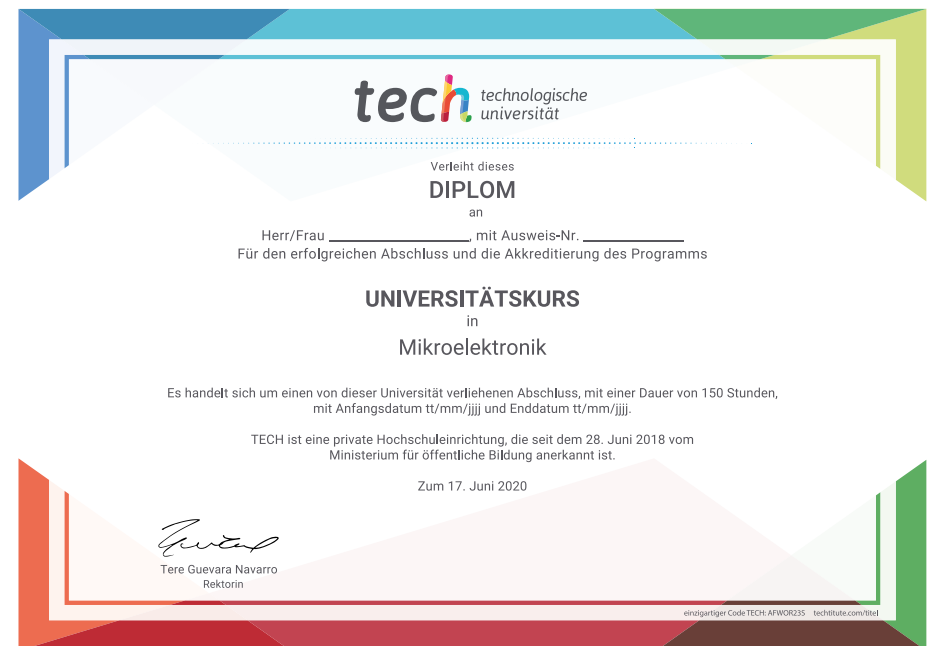 tech technologische
universität
Verleiht dieses
DIPLOM
an
Herr/Frau ____________, mit Ausweis-Nr. ____________
Für den erfolgreichen Abschluss und die Akkreditierung des Programms
UNIVERSITÄTSKURS
in
Mikroelektronik
Es handelt sich um einen von dieser Universität verliehenen Abschluss, mit einer Dauer von 150 Stunden,
mit Anfangsdatum tt/mm/jjjj und Enddatum tt/mm/jjjj.
TECH ist eine private Hochschuleinrichtung, die seit dem 28. Juni 2018 vom
Ministerium für öffentliche Bildung anerkannt ist.
Zum 17. Juni 2020
Tere Guevara Navarro
Rektorin
einzigartiger Code TECH: AFWOR23S techtitute.com/titel